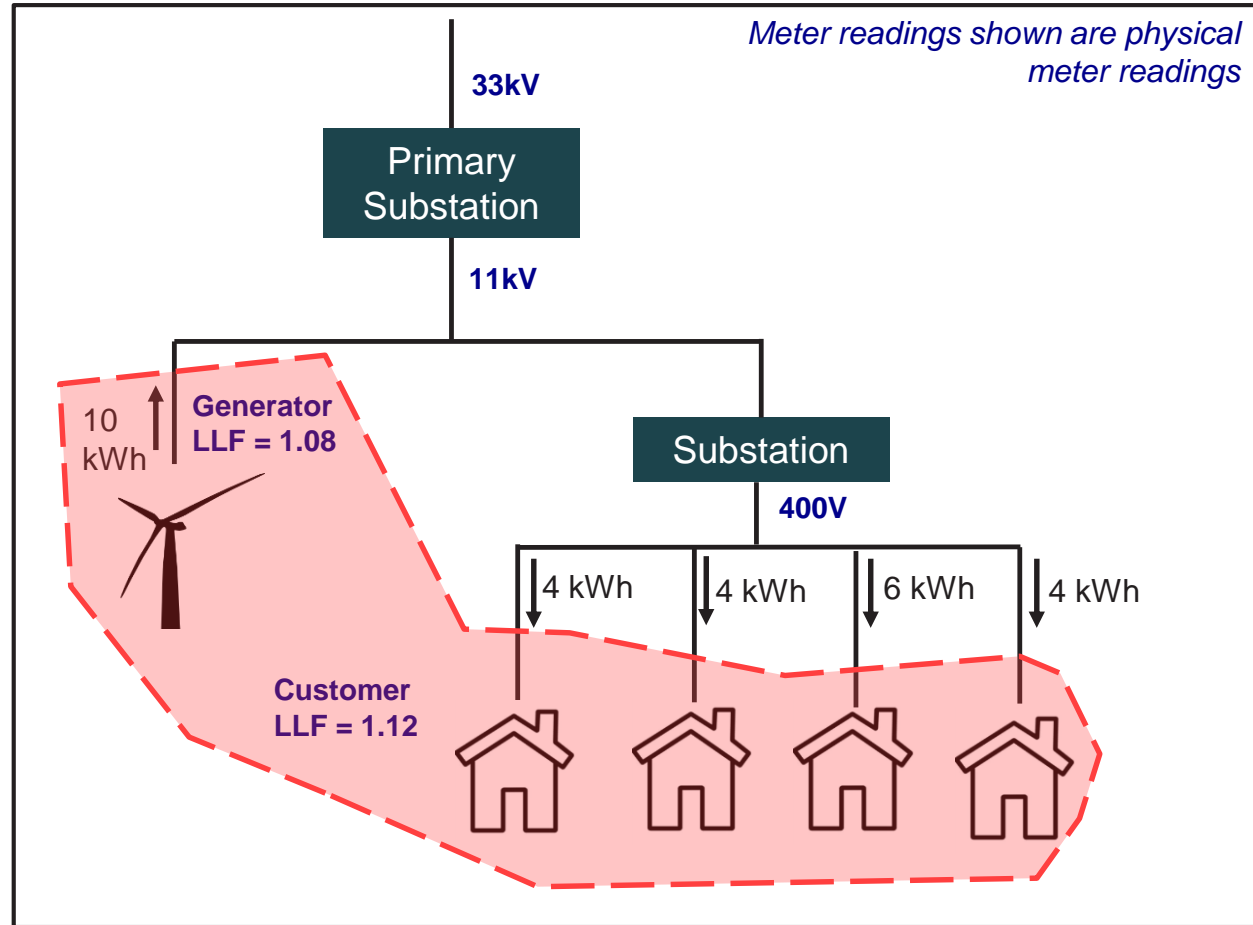 Meter readings shown are physical
meter readings
33kV
Primary
Substation
11kV
10
kWh
Generator
LLF = 1.08
Substation
400V
4 kWh
4 kWh
6 kWh
4 kWh
Customer
LLF = 1.12